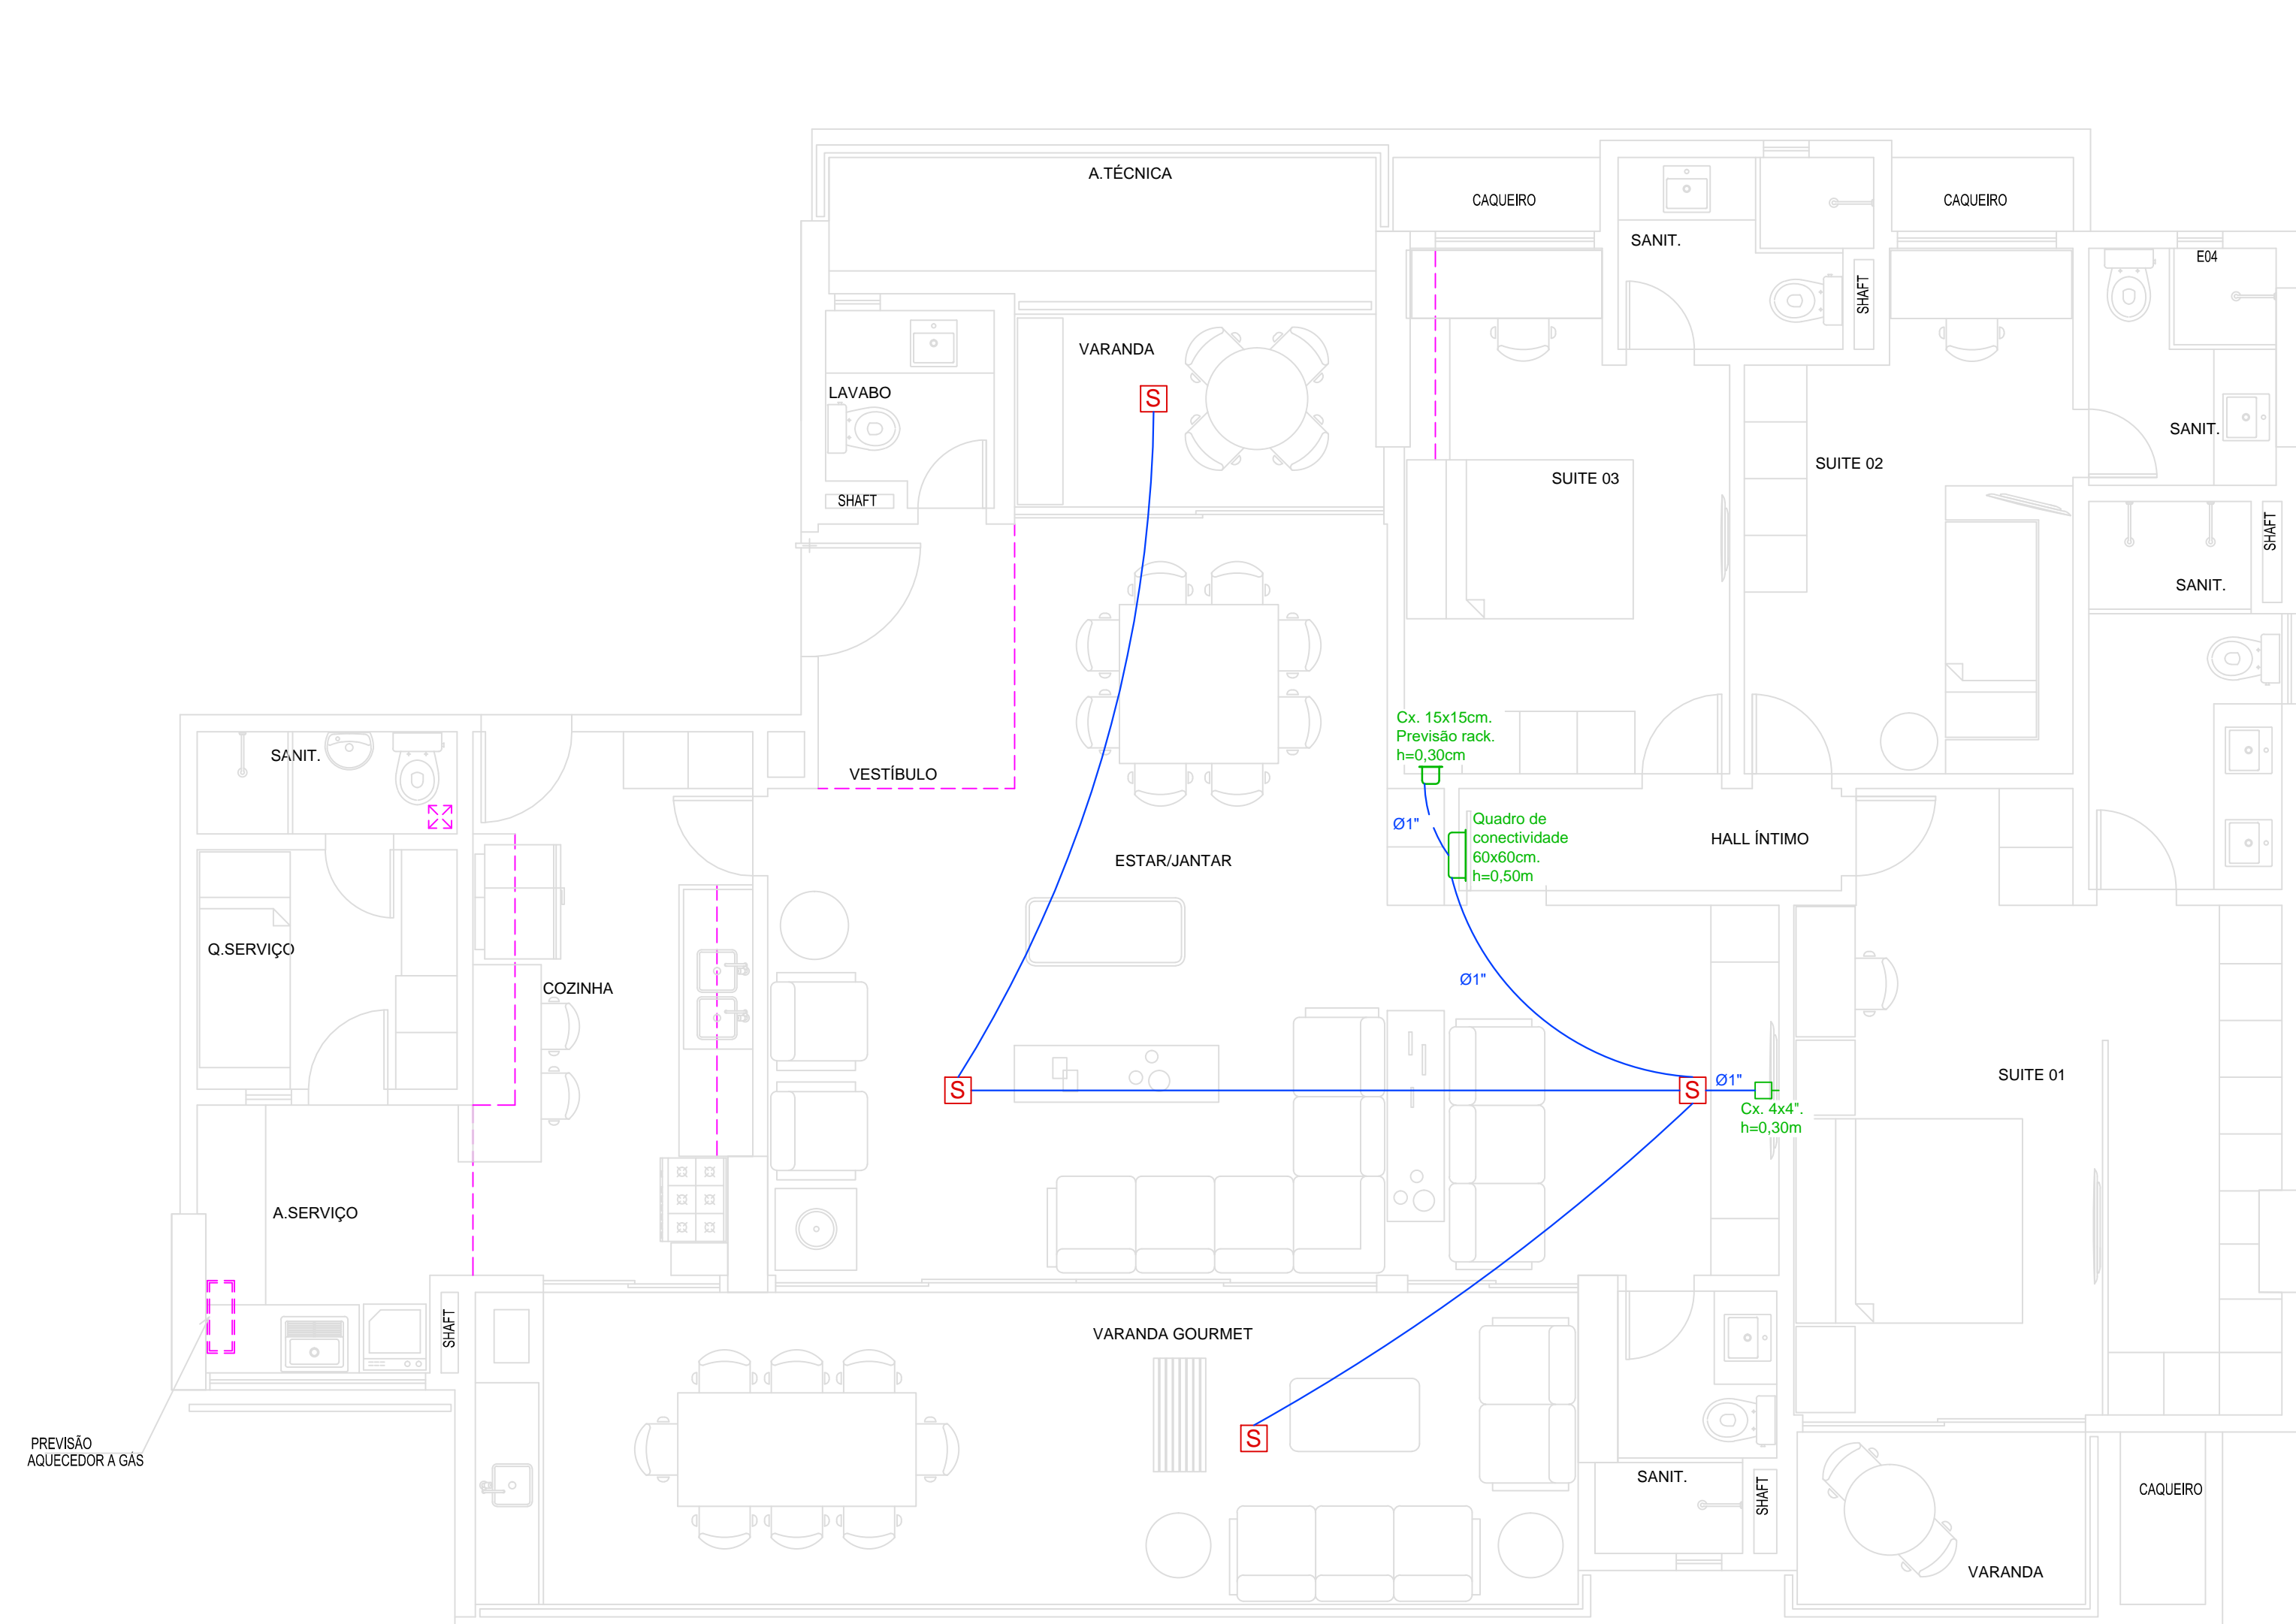 A.TÉCNICA
CAQUEIRO
CAQUEIRO
SANIT.
E04
SHAFT
VARANDA
S
LAVABO
SANIT.
SUITE 02
SUITE 03
SHAFT
SHAFT
SANIT.
Cx. 15x15cm.
Previsão rack.
h=0,30cm
SANIT.
VESTÍBULO
Ø1"
Quadro de
conectividade
60x60cm.
h=0,50m
HALL ÍNTIMO
ESTAR/JANTAR
Q.SERVIÇO
COZINHA
Ø1"
S
S
Ø1"
SUITE 01
Cx. 4x4".
h=0,30m
A.SERVIÇO
SHAFT
VARANDA GOURMET
S
PREVISÃO
AQUECEDOR A GÁS
SANIT.
SHAFT
CAQUEIRO
VARANDA